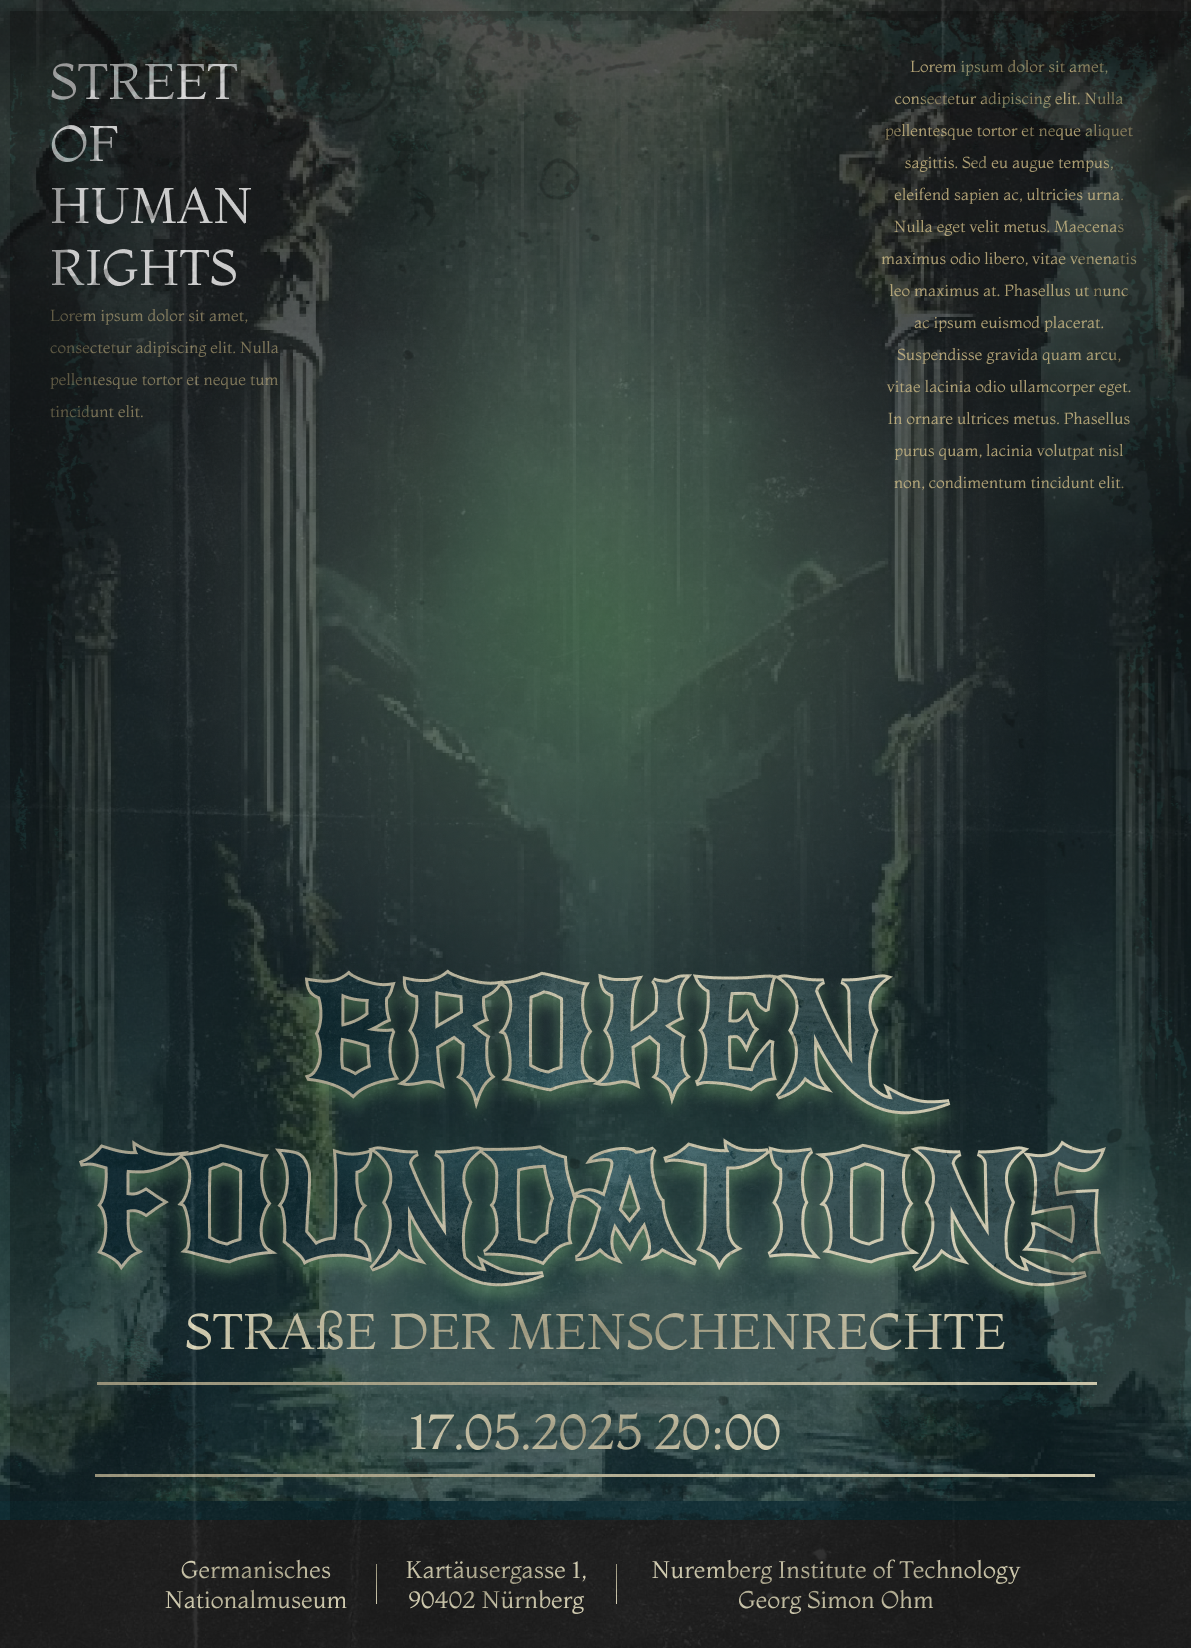 STREET
OF
HUMAN
RIGHTS
Lorem ipsum dolor sit amet,
consectetur adipiscing elit. Nulla
pellentesque tortor et neque tum
tincidunt elit.
Lorem ipsum dolor sit amet,
consectetur adipiscing elit. Nulla
pellentesque tortor et neque aliquet
sagittis. Sed eu augue tempus,
eleifend sapien ac, ultricies urna.
Nulla eget velit metus. Maecenas
maximus odio libero, vitae venenatis
leo maximus at. Phasellus ut nunc
ac ipsum euismod placerat.
Suspendisse gravida quam arcu,
vitae lacinia odio ullamcorper eget.
In ornare ultrices metus. Phasellus
purus quam, lacinia volutpat nisl
non, condimentum tincidunt elit.
BROKEN
FOUNDATIONS
STRAßE DER MENSCHENRECHTE
17.05.2025 20:00
Germanisches
Nationalmuseum
Kartäusergasse 1,
90402 Nürnberg
Nuremberg Institute of Technology
Georg Simon Ohm